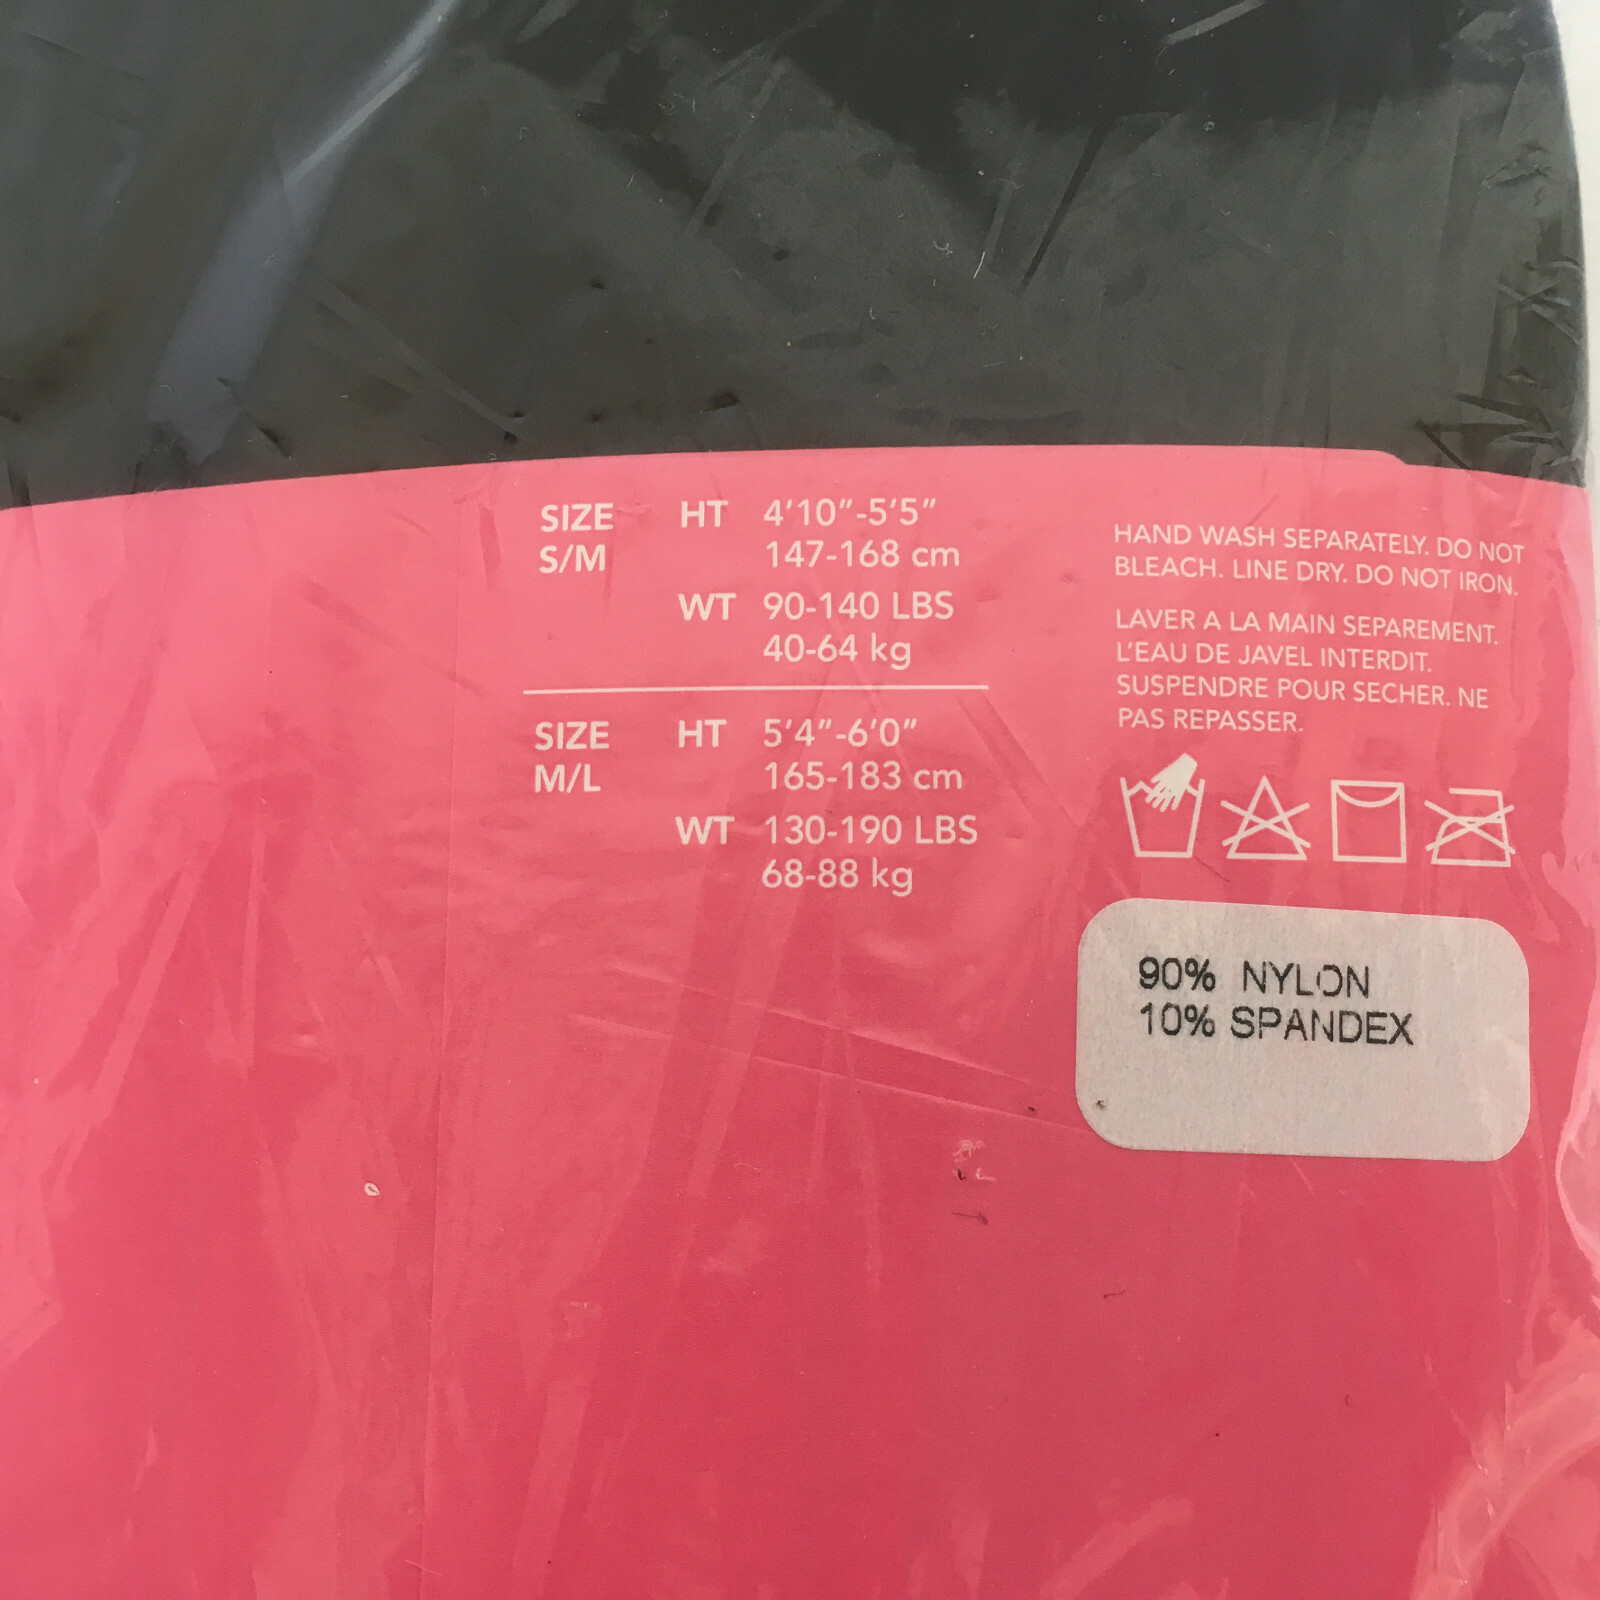 SIZE HT 4'10"-5'5"
S/M 147-168 cm
WT 90-140 LBS
40-64 kg
SIZE HT 5'4"-6'0"
M/L 165-183 cm
WT 130-190 LBS
68-88 kg
HAND WASH SEPARATELY. DO NOT
BLEACH. LINE DRY. DO NOT IRON.
LAVER A LA MAIN SEPAREMENT.
L'EAU DE JAVEL INTERDIT.
SUSPENDRE POUR SECHER. NE
PAS REPASSER.
90% NYLON
10% SPANDEX